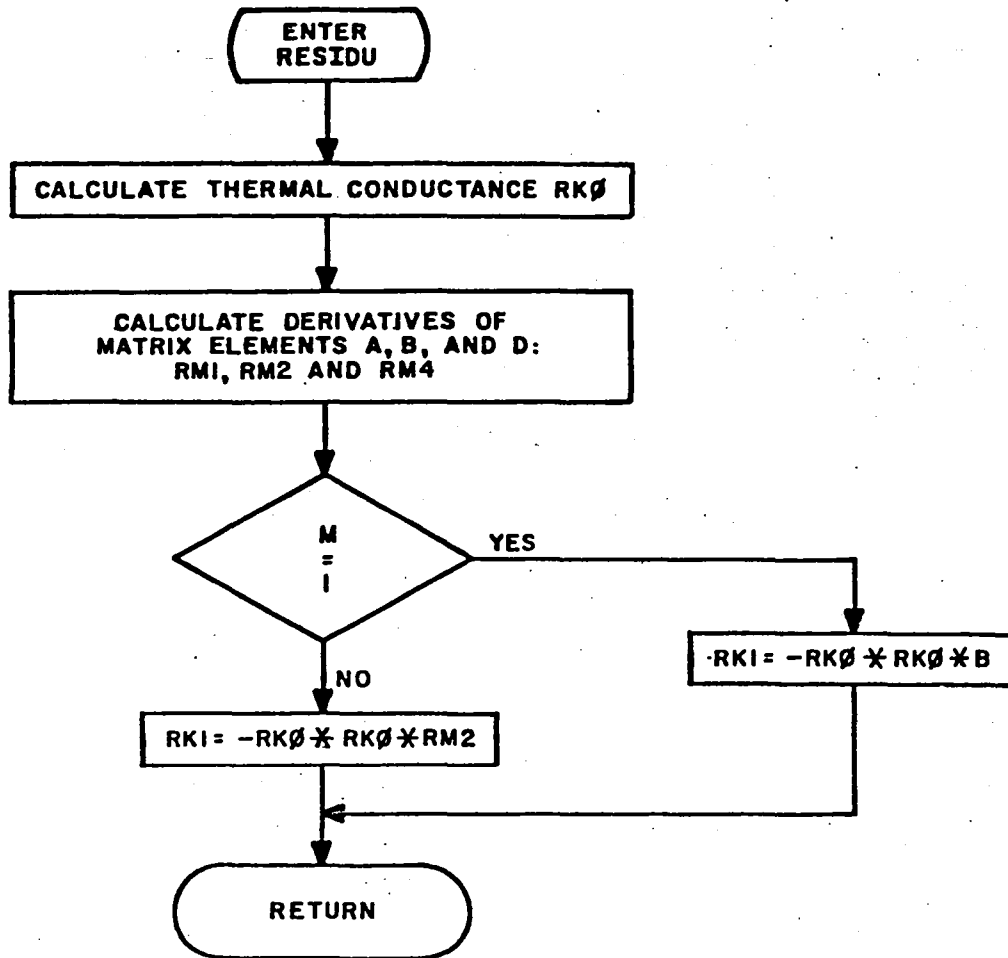 ENTER
RESIDU
CALCULATE THERMAL CONDUCTANCE RKØ
CALCULATE DERIVATIVES OF
MATRIX ELEMENTS A, B, AND D:
RM1, RM2 AND RM4
M
=
1
YES
RK1 = -RKØ * RKØ * B
NO
RK1 = -RKØ * RKØ * RM2
RETURN